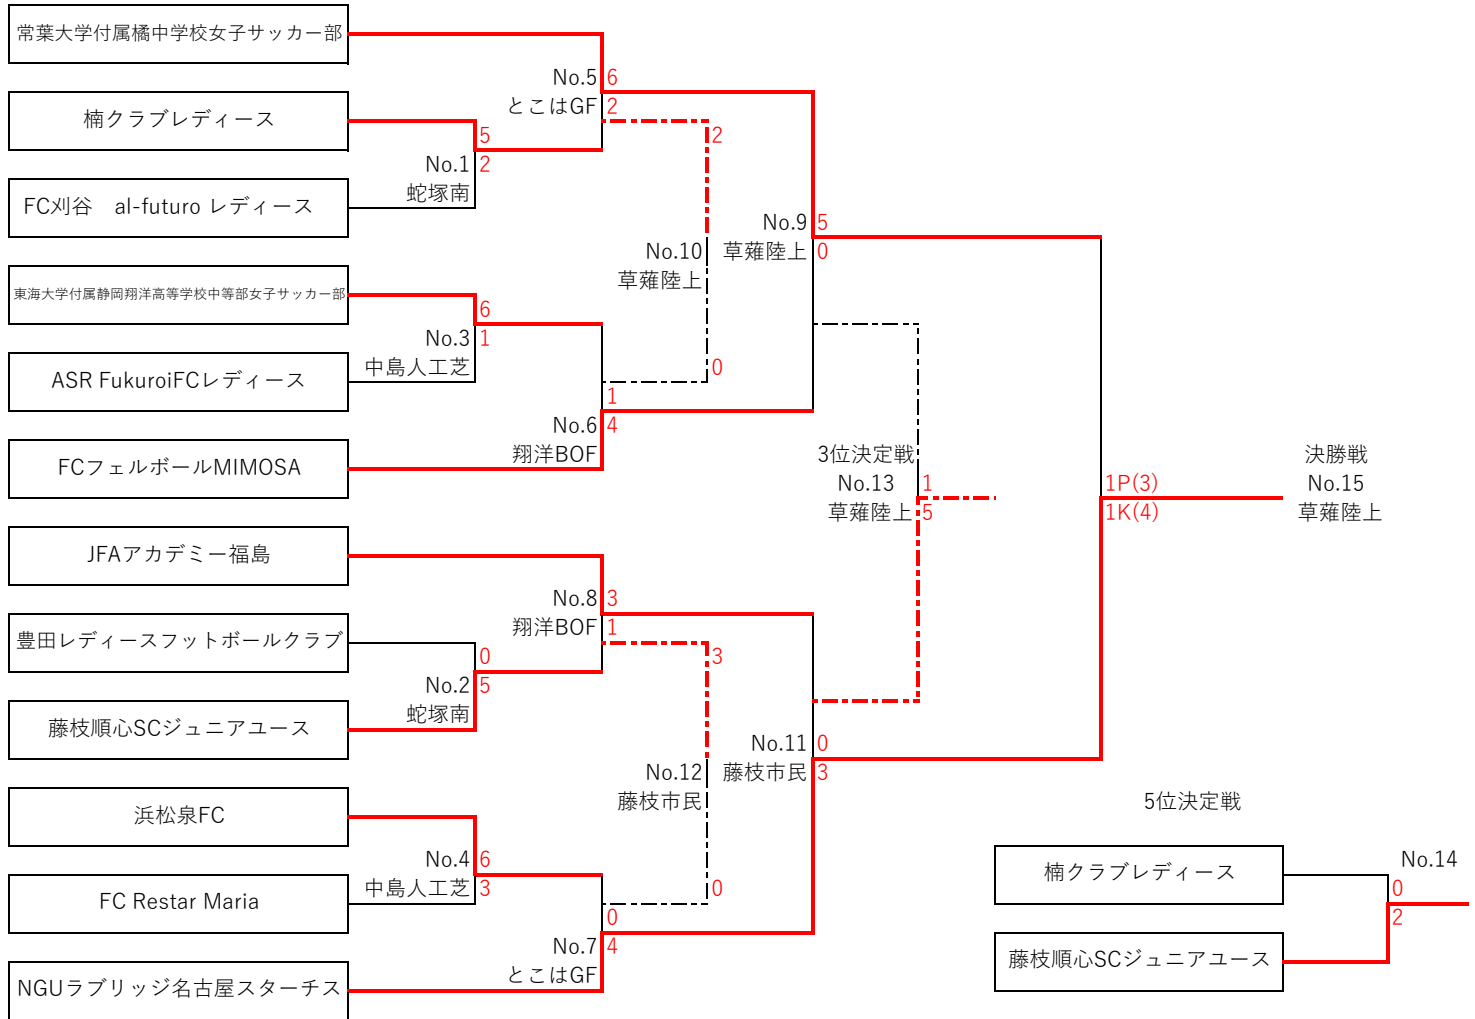 常葉大学付属橘中学校女子サッカー部
No.5 6
とこはGF 2
楠クラブレディース
5
2
No.1 2
蛇塚南
FC刈谷　al-futuro レディース
No.9 5
草薙陸上 0
No.10
草薙陸上
東海大学付属静岡翔洋高等学校中等部女子サッカー部
6
No.3 1
中島人工芝
0
ASR FukuroiFCレディース
1
No.6 4
翔洋BOF
FCフェルボールMIMOSA
3位決定戦
No.13 1
草薙陸上 5
決勝戦
1P(3) No.15
1K(4) 草薙陸上
JFAアカデミー福島
No.8 3
翔洋BOF 1
豊田レディースフットボールクラブ
0
3
No.2 5
蛇塚南
藤枝順心SCジュニアユース
No.11 0
藤枝市民 3
No.12
藤枝市民
浜松泉FC
No.4 6
中島人工芝 3
0
FC Restar Maria
0
No.7 4
とこはGF
NGUラブリッジ名古屋スターチス
5位決定戦
No.14
楠クラブレディース
0
2
藤枝順心SCジュニアユース